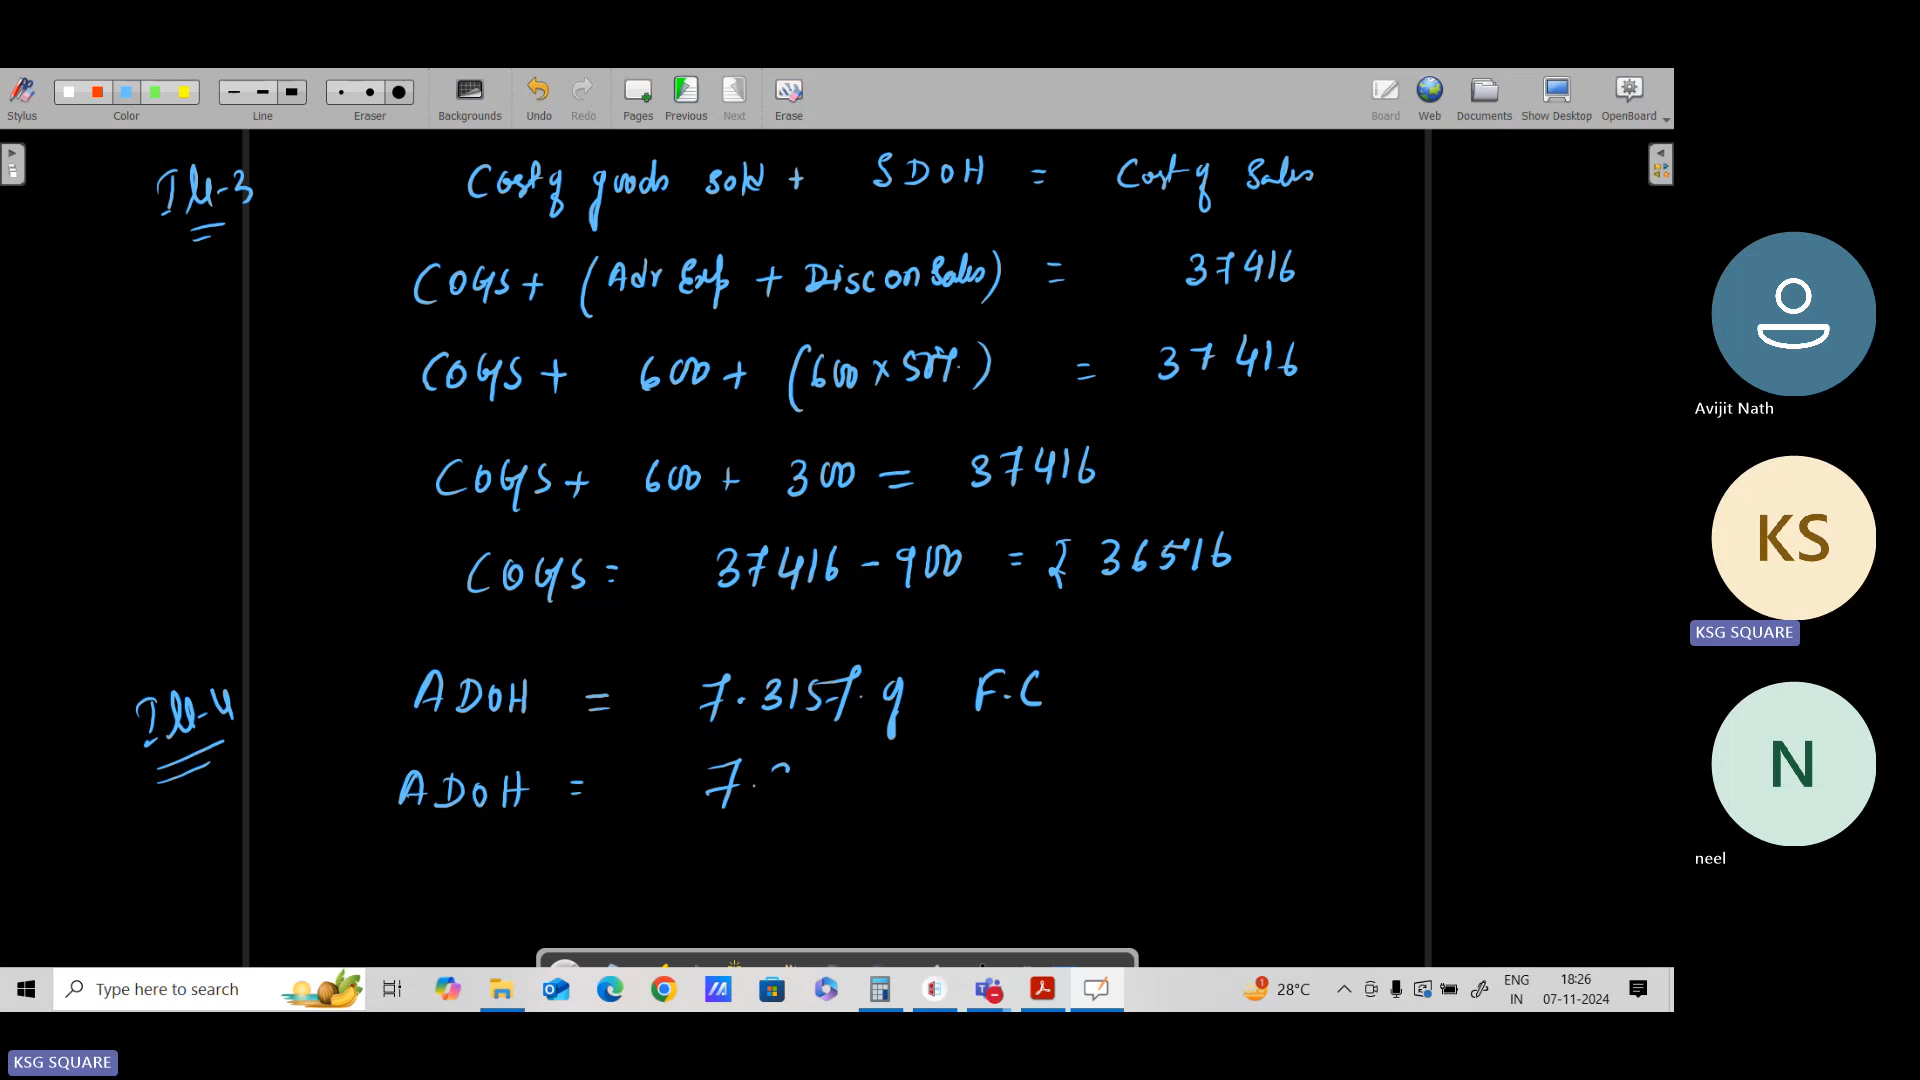 Stylus Color Line Eraser Backgrounds Undo Redo Pages Previous Next Erase Board Web Documents Show Desktop OpenBoard
Ill-3 Cost of goods sold + SDOH = Cost of Sales
COGS + (Adv Exp + Disc on Sales) = 37416
COGS + 600 + (600 × 50%) = 37416
COGS + 600 + 300 = 37416
COGS = 37416 - 900 = ₹ 36516
Ill-4 ADOH = 7.315% of F.C
ADOH = 7.
Avijit Nath
KS
KSG SQUARE
N
neel
Type here to search
28°C
ENG
IN
18:26
07-11-2024
KSG SQUARE